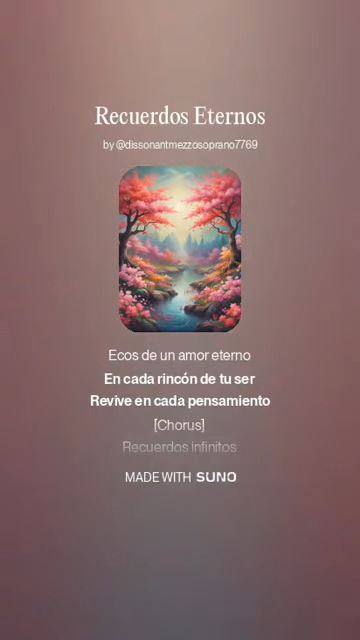 Recuerdos Eternos
by @dissonantmezzosoprano7769
Ecos de un amor eterno
En cada rincón de tu ser
Revive en cada pensamiento
[Chorus]
Recuerdos infinitos
MADE WITH SUNO